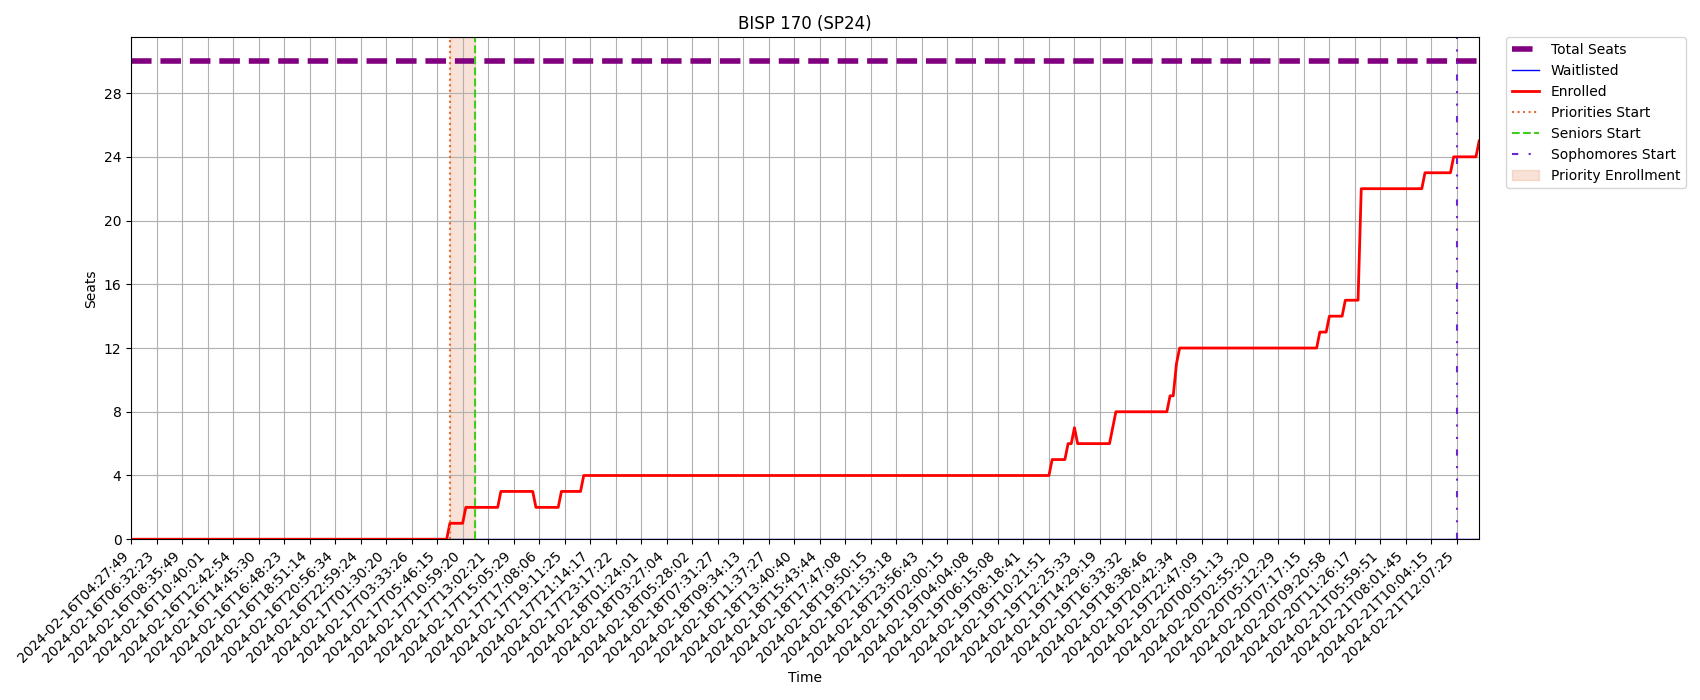 BISP 170 (SP24)
Total Seats
Waitlisted
Enrolled
Priorities Start
Seniors Start
Sophomores Start
Priority Enrollment
Seats
28
24
20
16
12
8
4
0
2024-02-16T04:27:49
2024-02-16T06:32:23
2024-02-16T08:35:49
2024-02-16T10:40:01
2024-02-16T12:42:54
2024-02-16T14:45:30
2024-02-16T16:48:23
2024-02-16T18:51:14
2024-02-16T20:56:34
2024-02-16T22:59:24
2024-02-17T01:30:20
2024-02-17T03:33:26
2024-02-17T05:46:15
2024-02-17T10:59:20
2024-02-17T13:02:21
2024-02-17T15:05:29
2024-02-17T17:08:06
2024-02-17T19:11:25
2024-02-17T21:14:17
2024-02-17T23:17:22
2024-02-18T01:24:01
2024-02-18T03:27:04
2024-02-18T05:28:02
2024-02-18T07:31:27
2024-02-18T09:34:13
2024-02-18T11:37:27
2024-02-18T13:40:40
2024-02-18T15:43:44
2024-02-18T17:47:08
2024-02-18T19:50:15
2024-02-18T21:53:18
2024-02-18T23:56:43
2024-02-19T02:00:15
2024-02-19T04:04:08
2024-02-19T06:15:08
2024-02-19T08:18:41
2024-02-19T10:21:51
2024-02-19T12:25:33
2024-02-19T14:29:19
2024-02-19T16:33:32
2024-02-19T18:38:46
2024-02-19T20:42:34
2024-02-19T22:47:09
2024-02-20T00:51:13
2024-02-20T02:55:20
2024-02-20T05:12:29
2024-02-20T07:17:15
2024-02-20T09:20:58
2024-02-20T11:26:17
2024-02-21T05:59:51
2024-02-21T08:01:45
2024-02-21T10:04:15
2024-02-21T12:07:25
Time